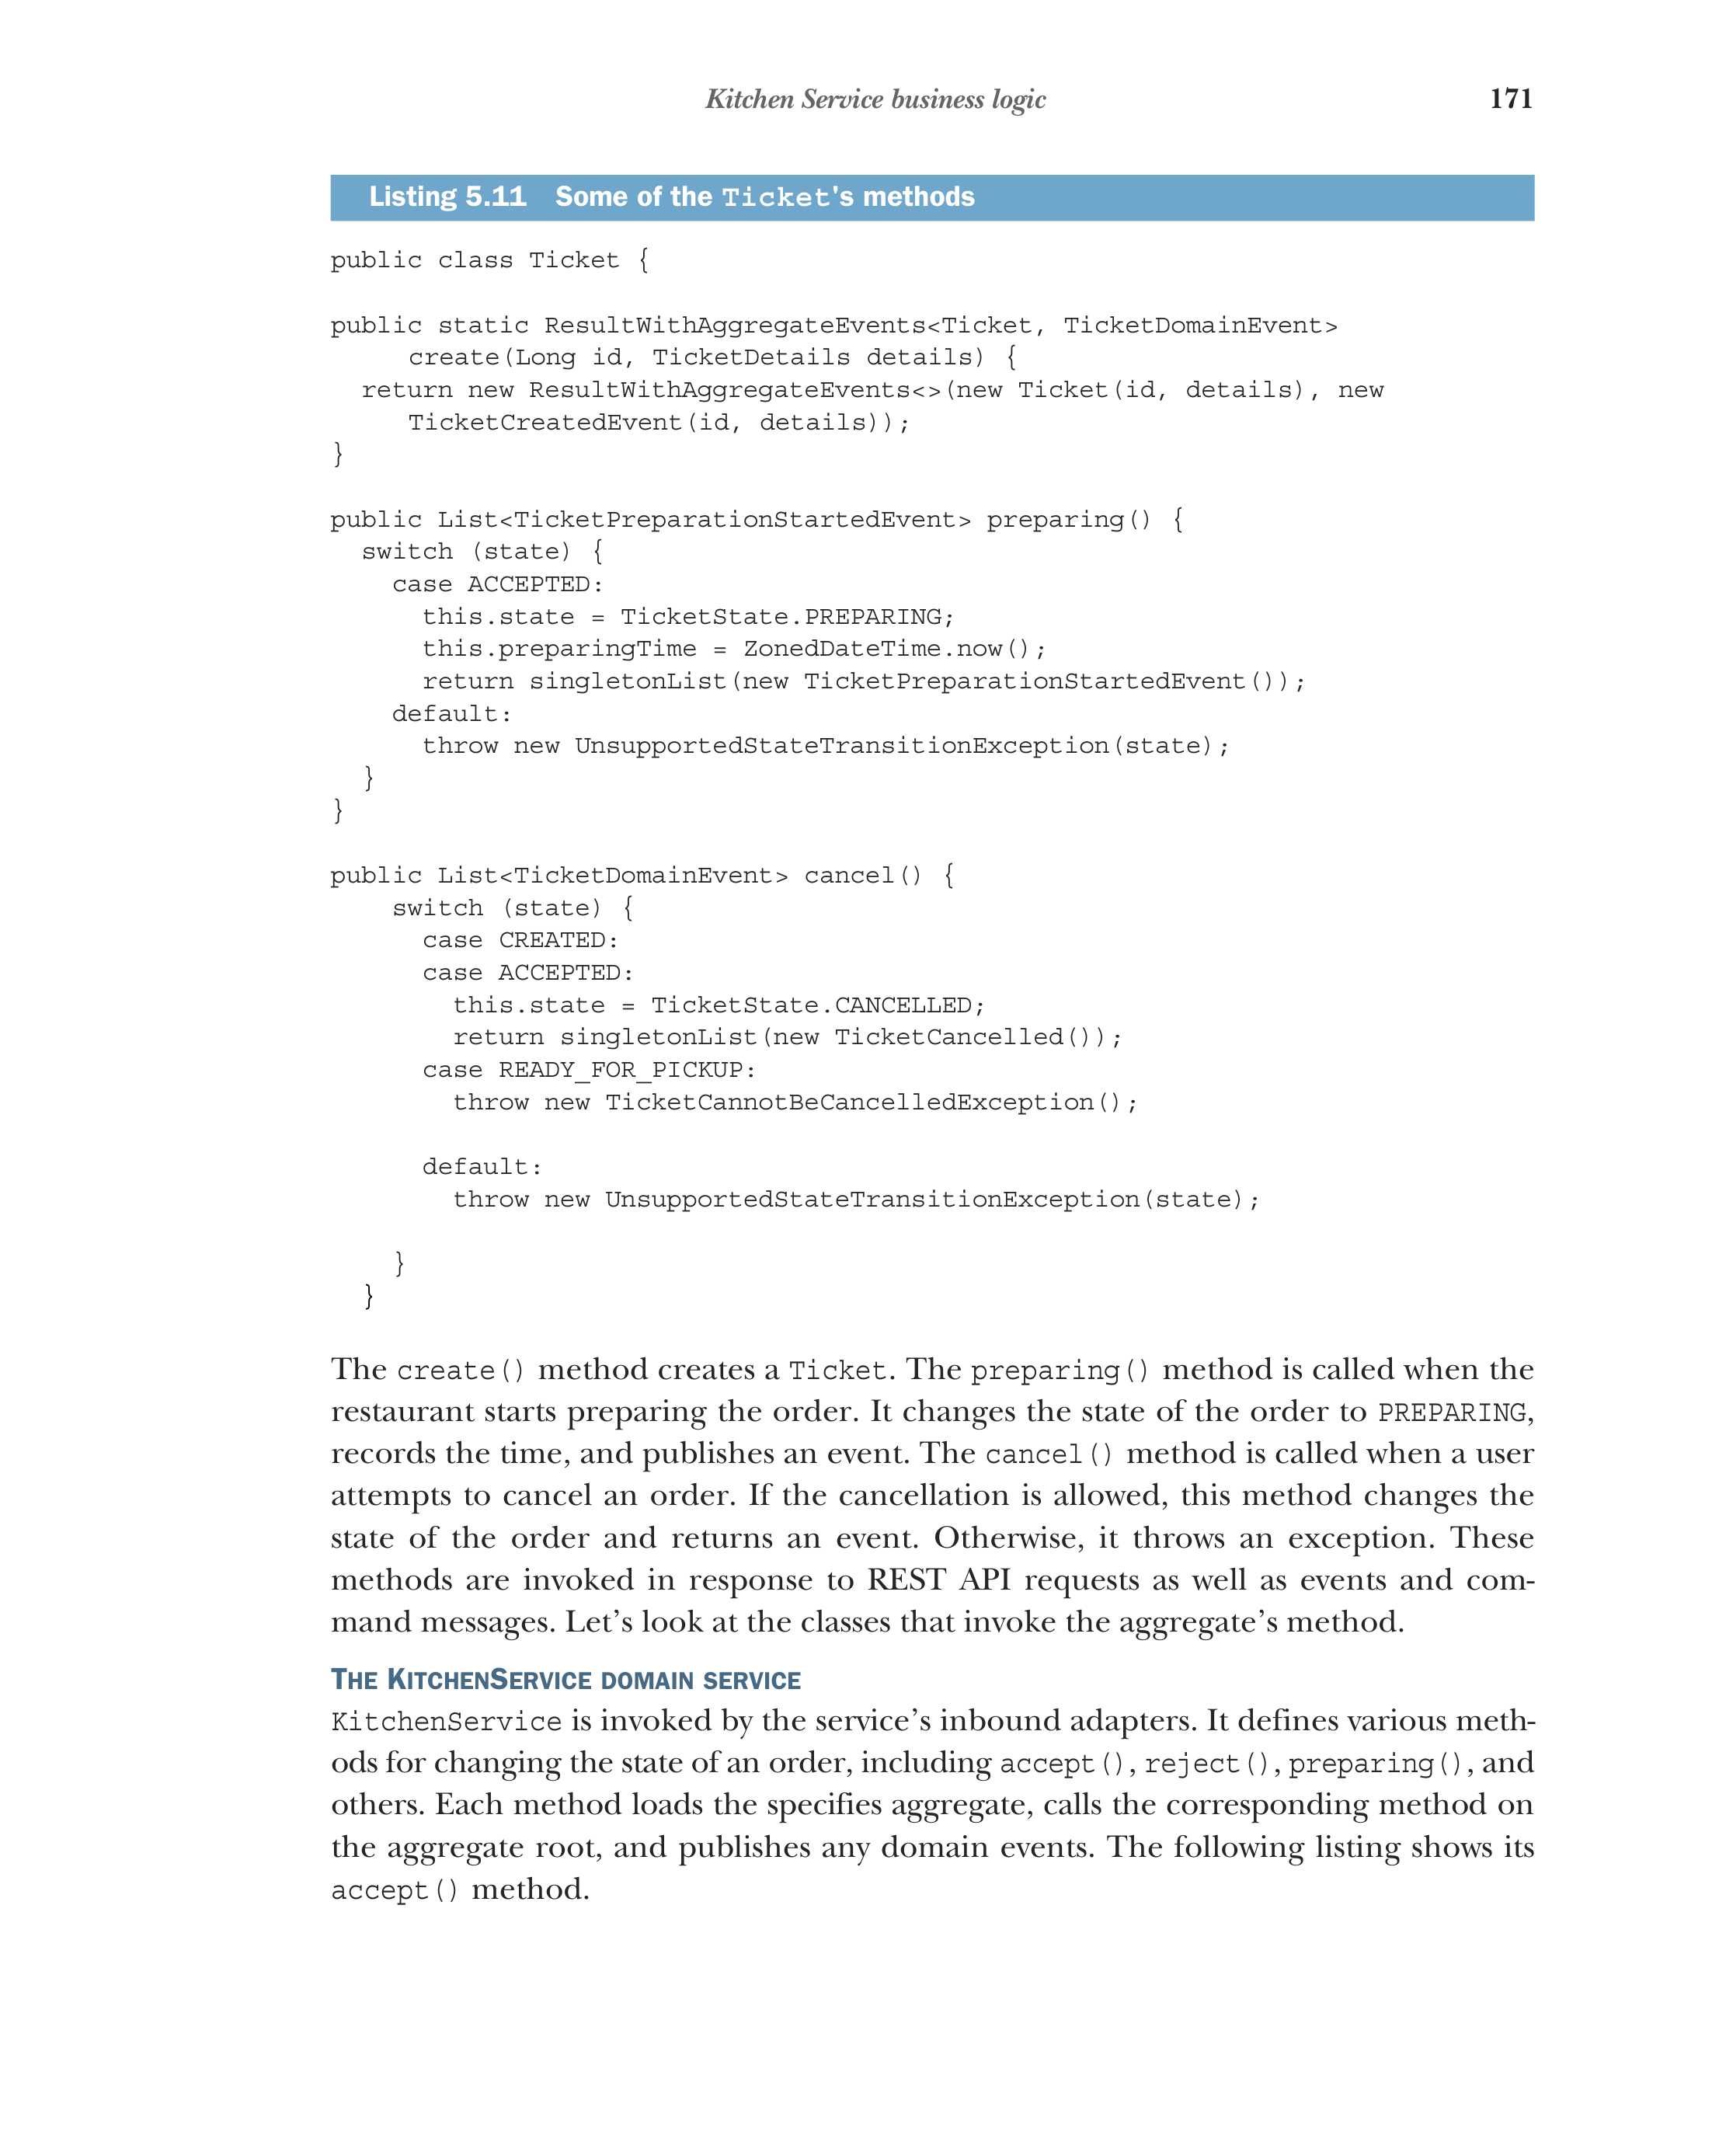 Kitchen Service business logic 171
Listing 5.11 Some of the Ticket's methods
public class Ticket {
public static ResultWithAggregateEvents<Ticket, TicketDomainEvent>
create(Long id, TicketDetails details) {
return new ResultWithAggregateEvents<>(new Ticket(id, details), new
TicketCreatedEvent(id, details));
}
public List<TicketPreparationStartedEvent> preparing() {
switch (state) {
case ACCEPTED:
this.state = TicketState.PREPARING;
this.preparingTime = ZonedDateTime.now();
return singletonList(new TicketPreparationStartedEvent());
default:
throw new UnsupportedStateTransitionException(state);
}
}
public List<TicketDomainEvent> cancel() {
switch (state) {
case CREATED:
case ACCEPTED:
this.state = TicketState.CANCELLED;
return singletonList(new TicketCancelled());
case READY_FOR_PICKUP:
throw new TicketCannotBeCancelledException();
default:
throw new UnsupportedStateTransitionException(state);
}
}
The create() method creates a Ticket. The preparing() method is called when the
restaurant starts preparing the order. It changes the state of the order to PREPARING,
records the time, and publishes an event. The cancel() method is called when a user
attempts to cancel an order. If the cancellation is allowed, this method changes the
state of the order and returns an event. Otherwise, it throws an exception. These
methods are invoked in response to REST API requests as well as events and com-
mand messages. Let’s look at the classes that invoke the aggregate’s method.
THE KITCHENSERVICE DOMAIN SERVICE
KitchenService is invoked by the service’s inbound adapters. It defines various meth-
ods for changing the state of an order, including accept(), reject(), preparing(), and
others. Each method loads the specifies aggregate, calls the corresponding method on
the aggregate root, and publishes any domain events. The following listing shows its
accept() method.